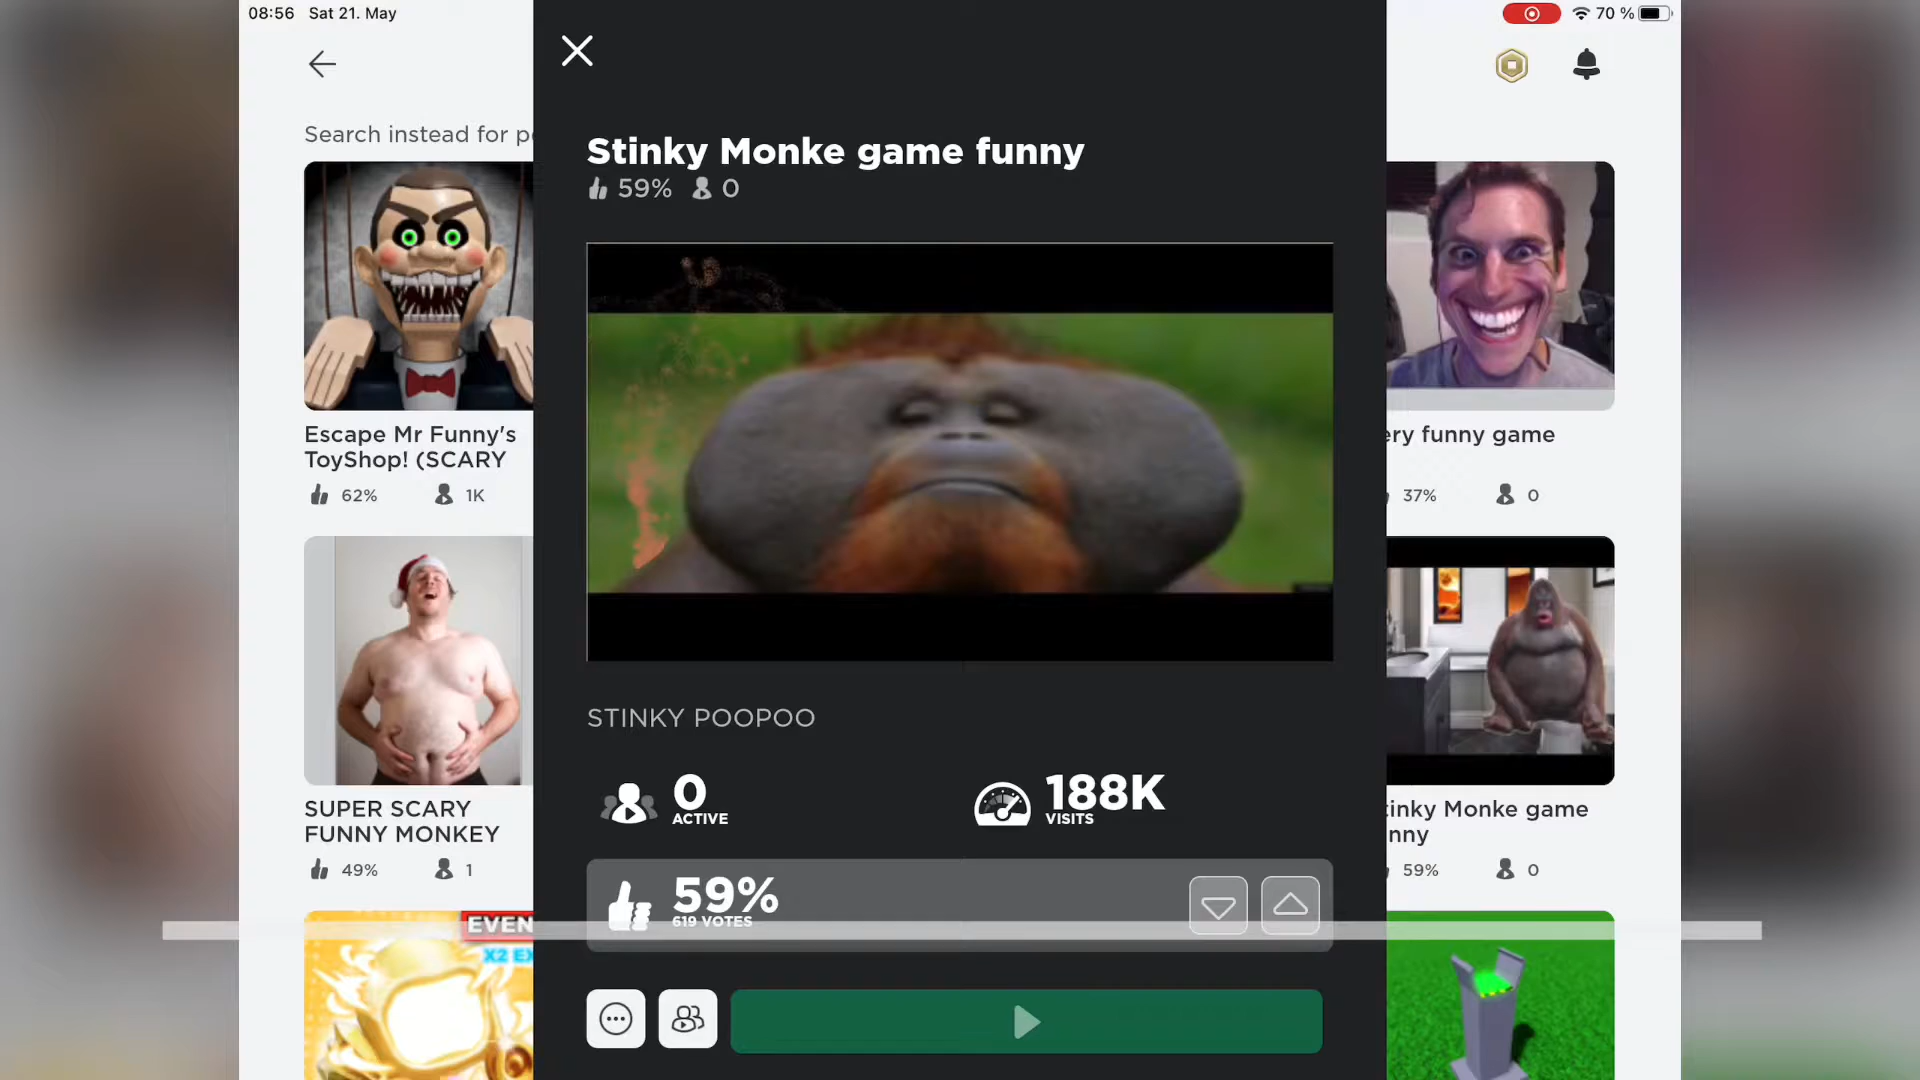 08:56 Sat 21. May
70 %
Search instead for
Stinky Monke game funny
59% 0
Escape Mr Funny's
ToyShop! (SCARY
62% 1K
SUPER SCARY
FUNNY MONKEY
49% 1
STINKY POOPOO
0
ACTIVE
188K
VISITS
59%
619 VOTES
ery funny game
37% 0
tinky Monke game
nny
59% 0
EVEN
X2 EX